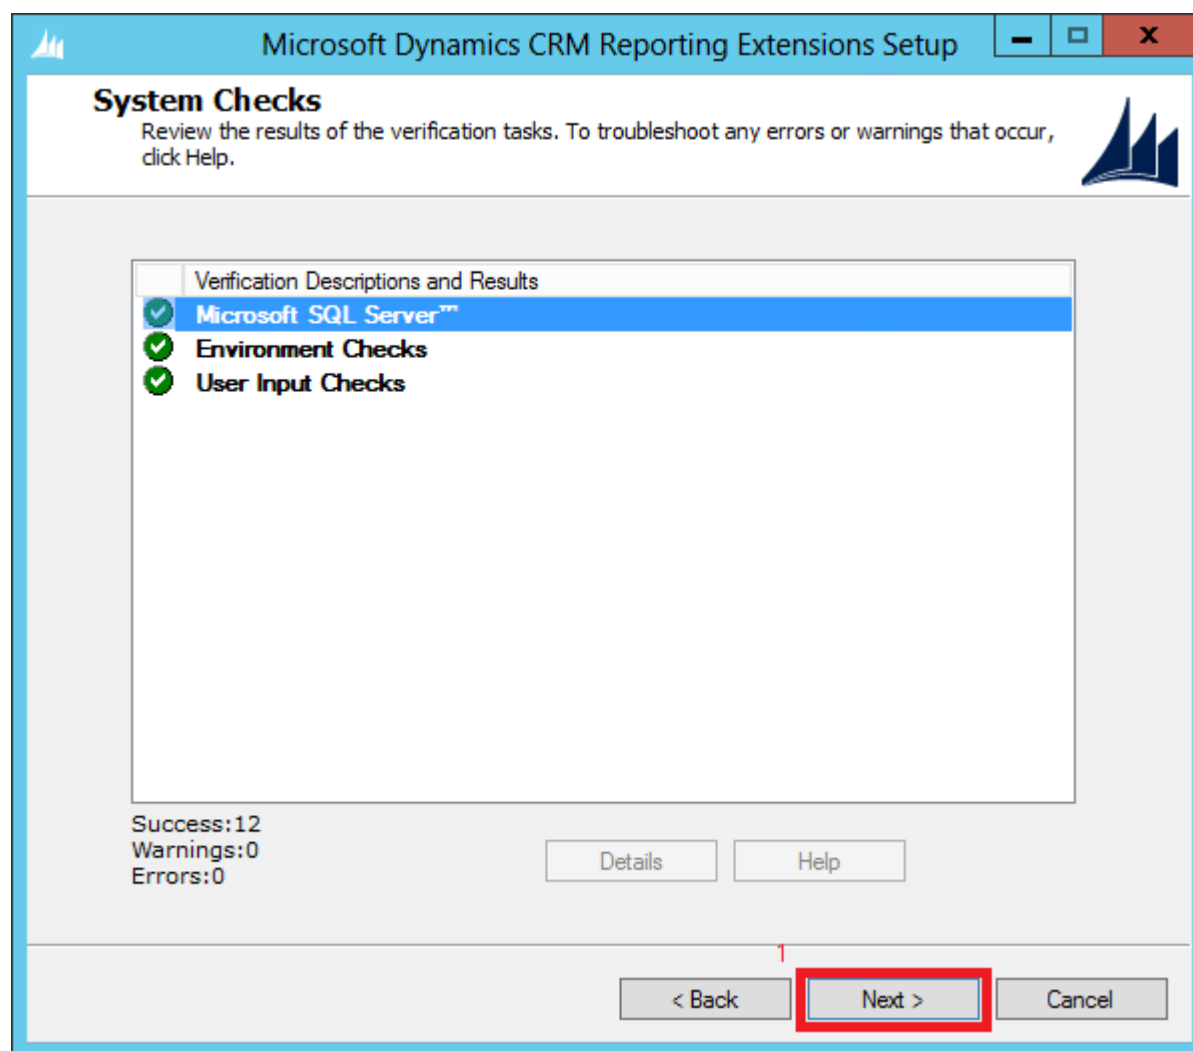 Microsoft Dynamics CRM Reporting Extensions Setup
System Checks
Review the results of the verification tasks. To troubleshoot any errors or warnings that occur,
click Help.
Verification Descriptions and Results
Microsoft SQL Server™
Environment Checks
User Input Checks
Success:12
Warnings:0
Errors:0
Details
Help
1
< Back
Next >
Cancel